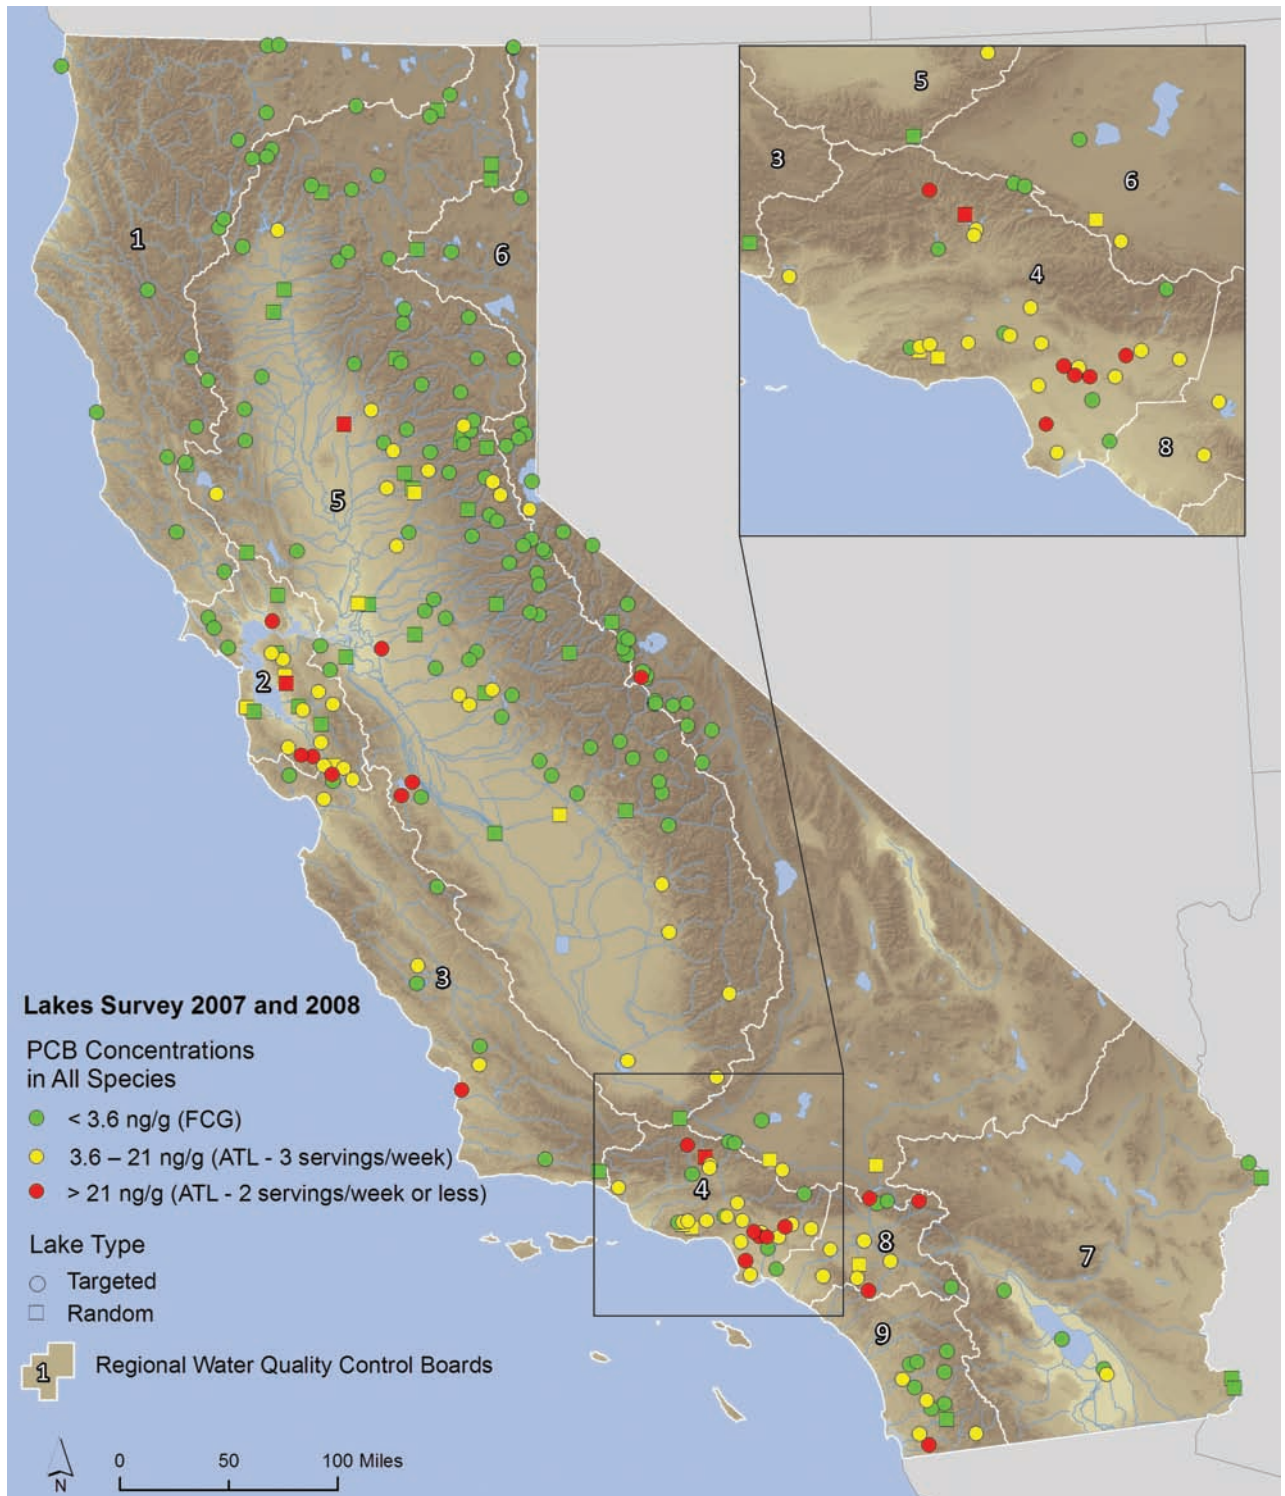 5
3
6
4
8
1
6
5
2
3
4
8
7
9
Lakes Survey 2007 and 2008
PCB Concentrations
in All Species
< 3.6 ng/g (FCG)
3.6 – 21 ng/g (ATL - 3 servings/week)
> 21 ng/g (ATL - 2 servings/week or less)
Lake Type
Targeted
Random
1 Regional Water Quality Control Boards
N
0 50 100 Miles